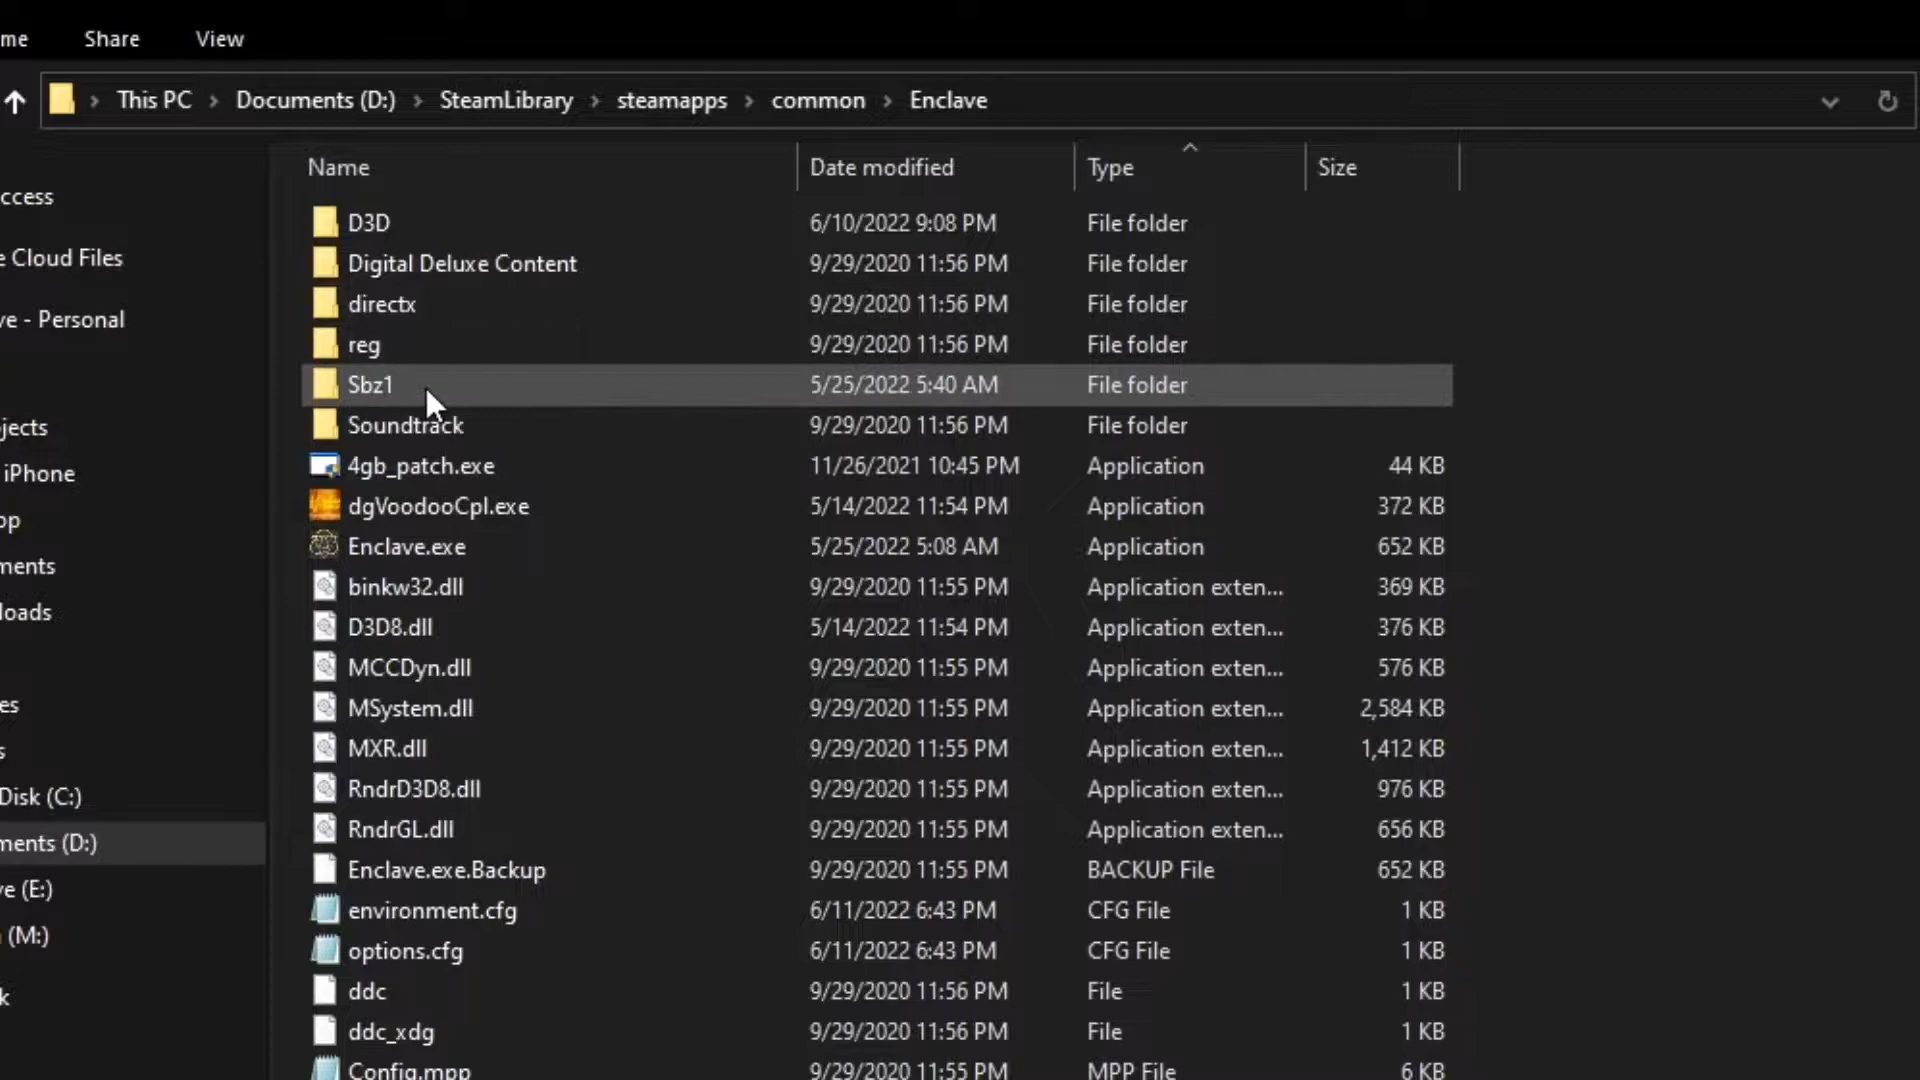 me Share View
This PC > Documents (D:) > SteamLibrary > steamapps > common > Enclave
Name Date modified Type Size
ccess
e Cloud Files
ve - Personal
jects
iPhone
op
ments
loads
es
s
Disk (C:)
ments (D:)
ve (E:)
(M:)
k
D3D 6/10/2022 9:08 PM File folder
Digital Deluxe Content 9/29/2020 11:56 PM File folder
directx 9/29/2020 11:56 PM File folder
reg 9/29/2020 11:56 PM File folder
Sbz1 5/25/2022 5:40 AM File folder
Soundtrack 9/29/2020 11:56 PM File folder
4gb_patch.exe 11/26/2021 10:45 PM Application 44 KB
dgVoodooCpl.exe 5/14/2022 11:54 PM Application 372 KB
Enclave.exe 5/25/2022 5:08 AM Application 652 KB
binkw32.dll 9/29/2020 11:55 PM Application exten... 369 KB
D3D8.dll 5/14/2022 11:54 PM Application exten... 376 KB
MCCDyn.dll 9/29/2020 11:55 PM Application exten... 576 KB
MSystem.dll 9/29/2020 11:55 PM Application exten... 2,584 KB
MXR.dll 9/29/2020 11:55 PM Application exten... 1,412 KB
RndrD3D8.dll 9/29/2020 11:55 PM Application exten... 976 KB
RndrGL.dll 9/29/2020 11:55 PM Application exten... 656 KB
Enclave.exe.Backup 9/29/2020 11:55 PM BACKUP File 652 KB
environment.cfg 6/11/2022 6:43 PM CFG File 1 KB
options.cfg 6/11/2022 6:43 PM CFG File 1 KB
ddc 9/29/2020 11:56 PM File 1 KB
ddc_xdg 9/29/2020 11:56 PM File 1 KB
Config.mpp 9/29/2020 11:55 PM MPP File 6 KB